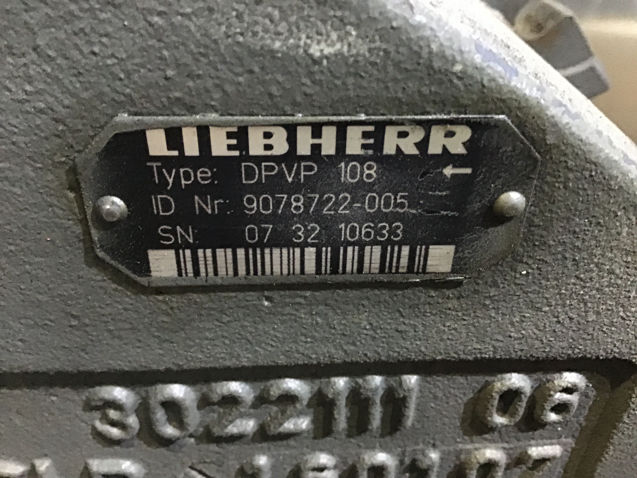 LIEBHERR
Type: DPVP 108 ←
ID Nr: 9078722-005
SN: 07 32 10633
3022111 06